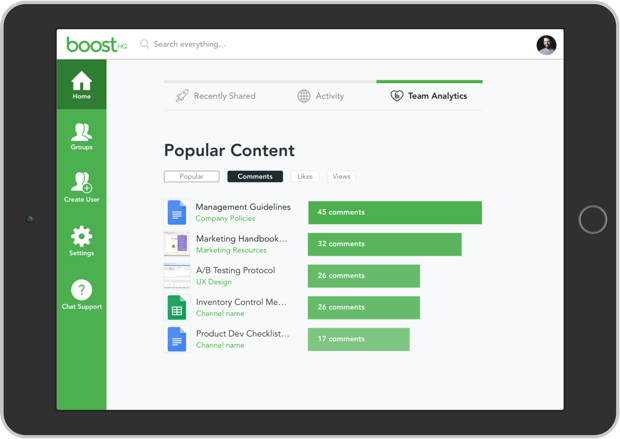 boostHQ
Search everything...
Home
Groups
Create User
Settings
?
Chat Support
Recently Shared
Activity
Team Analytics
Popular Content
Popular
Comments
Likes
Views
Management Guidelines
Company Policies
45 comments
Marketing Handbook...
Marketing Resources
32 comments
A/B Testing Protocol
UX Design
26 comments
Inventory Control Me...
Channel name
26 comments
Product Dev Checklist...
Channel name
17 comments